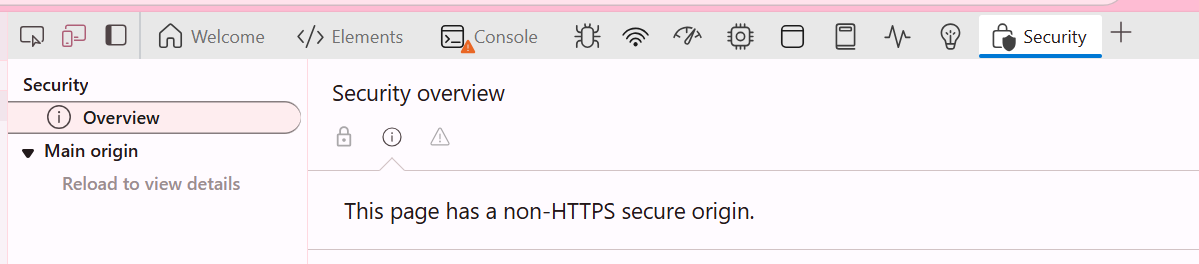 Welcome </> Elements Console Security
Security
Overview
Main origin
Reload to view details
Security overview
This page has a non-HTTPS secure origin.